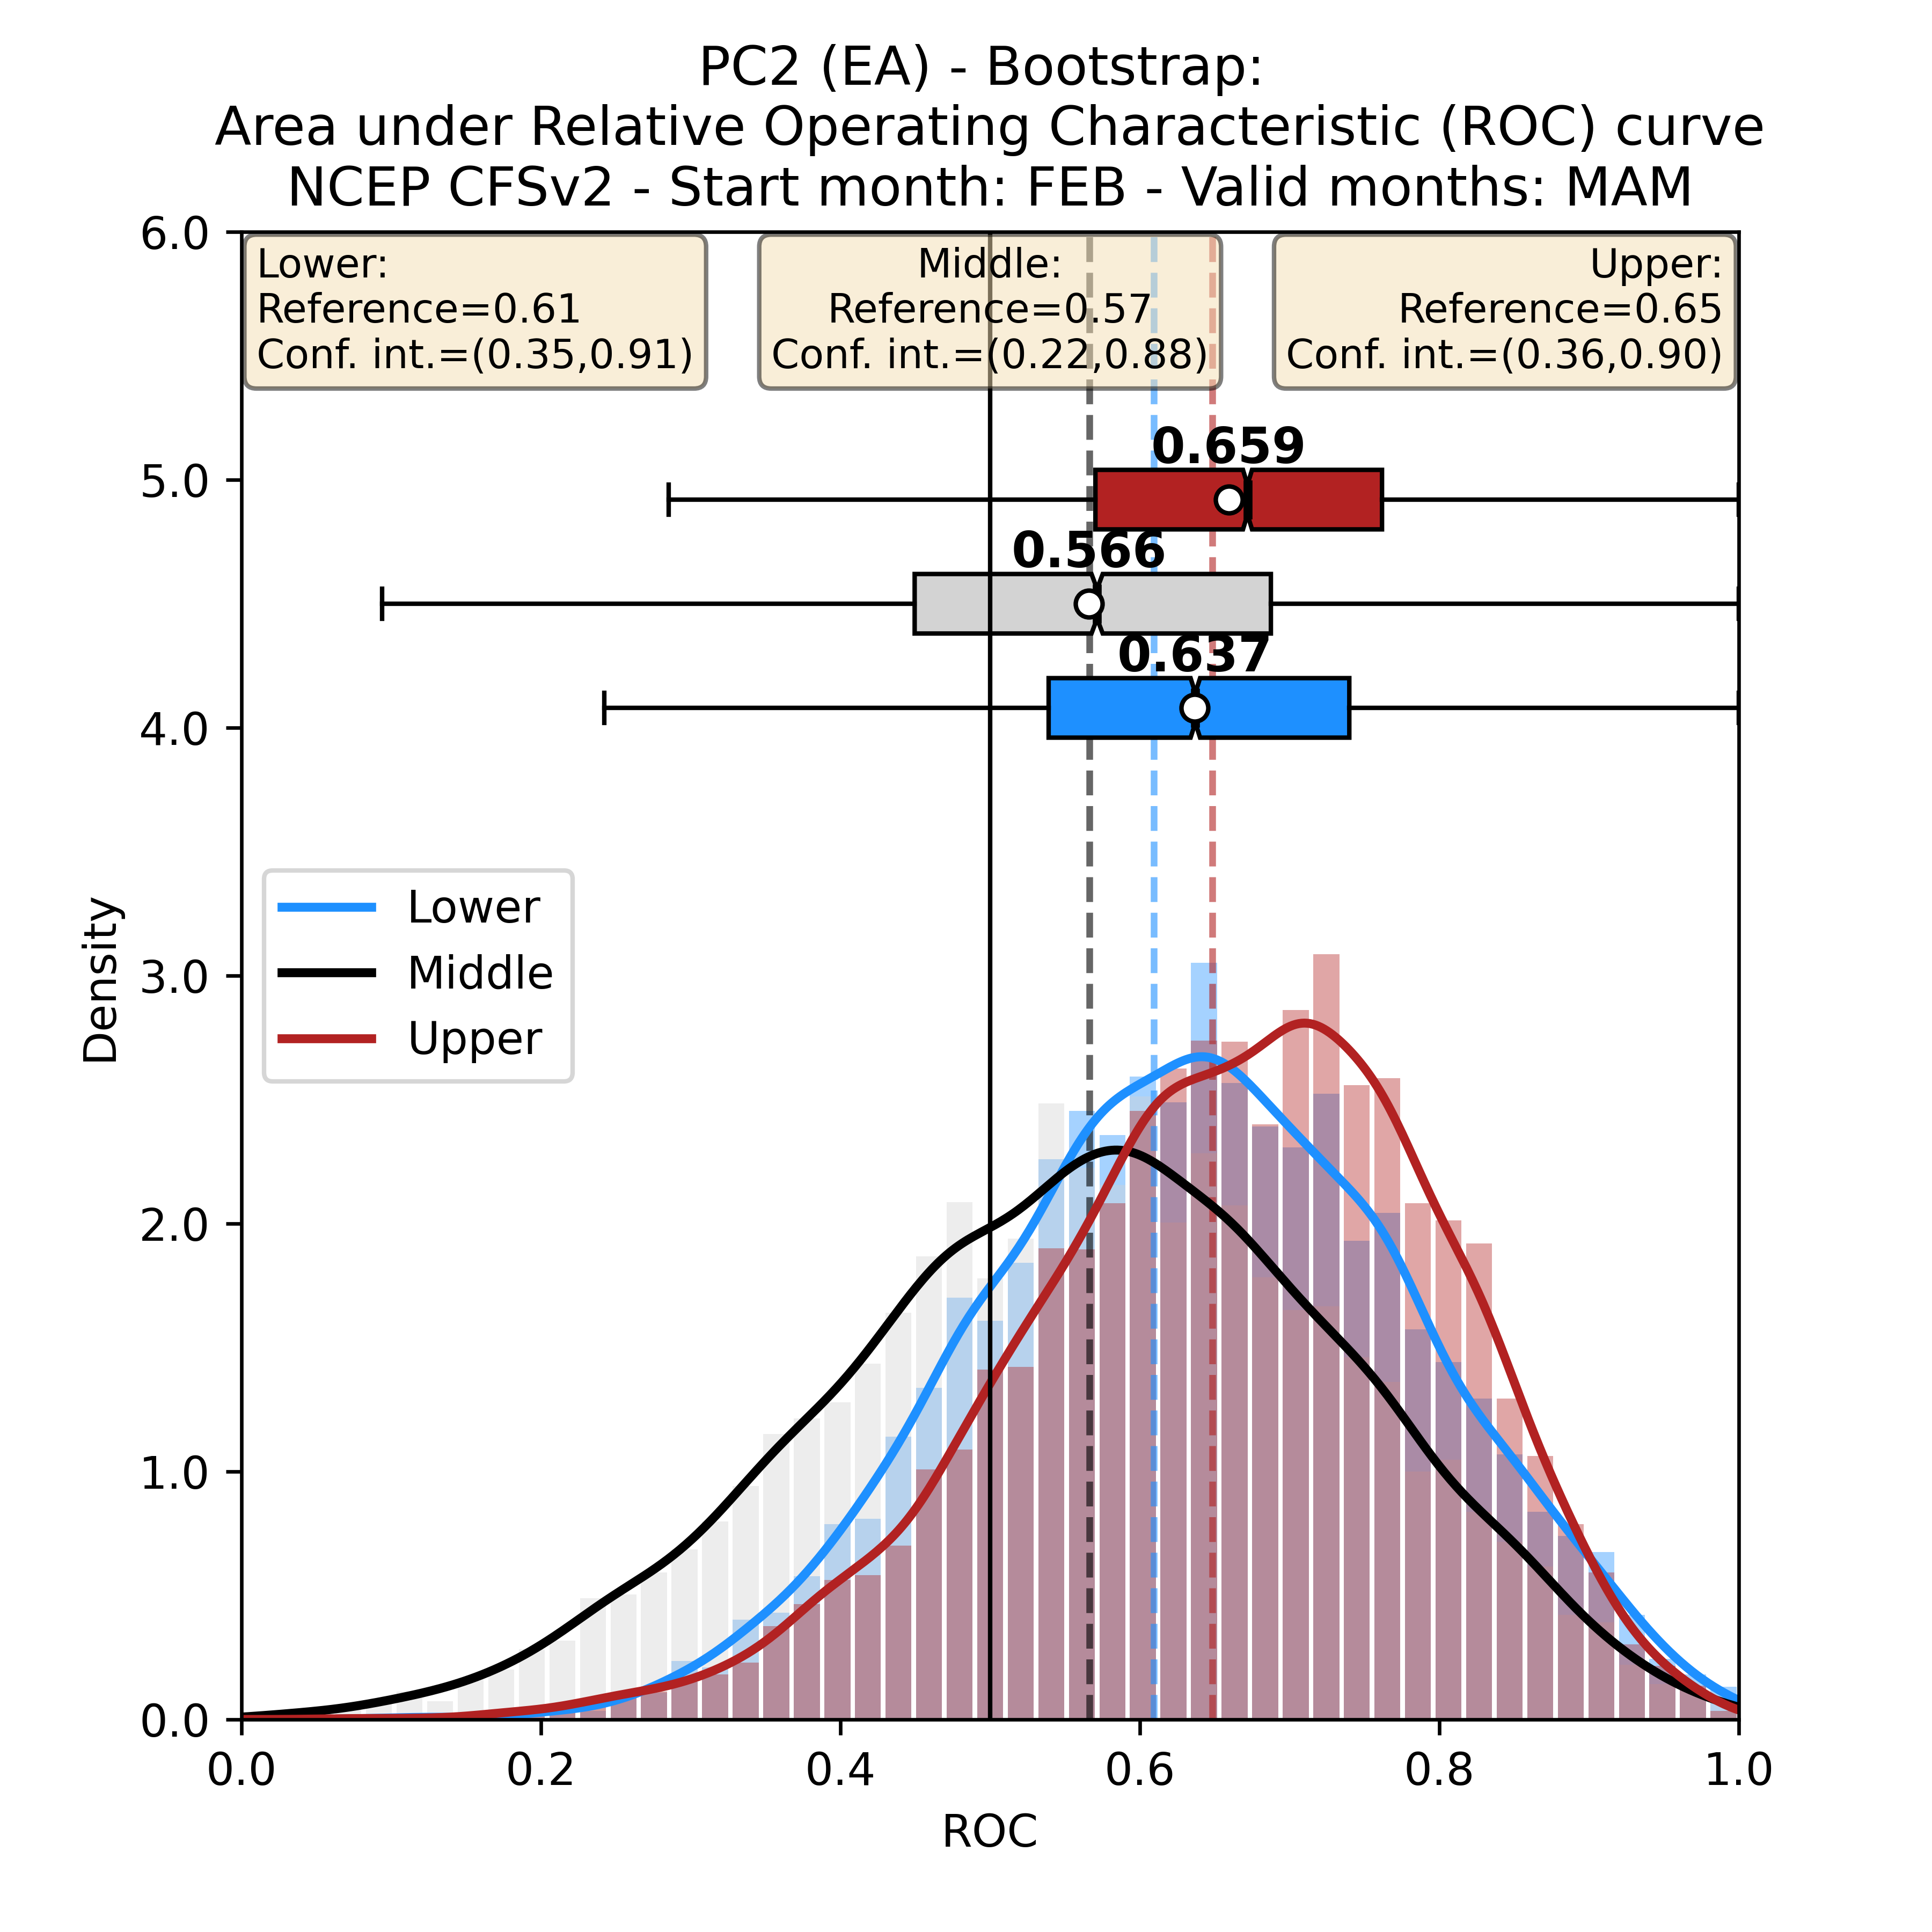 PC2 (EA) - Bootstrap:
Area under Relative Operating Characteristic (ROC) curve
NCEP CFSv2 - Start month: FEB - Valid months: MAM
Lower:
Reference=0.61
Conf. int.=(0.35,0.91)
Middle:
Reference=0.57
Conf. int.=(0.22,0.88)
Upper:
Reference=0.65
Conf. int.=(0.36,0.90)
6.0
5.0
4.0
3.0
2.0
1.0
0.0
Density
0.659
0.566
0.637
Lower
Middle
Upper
0.0
0.2
0.4
0.6
0.8
1.0
ROC